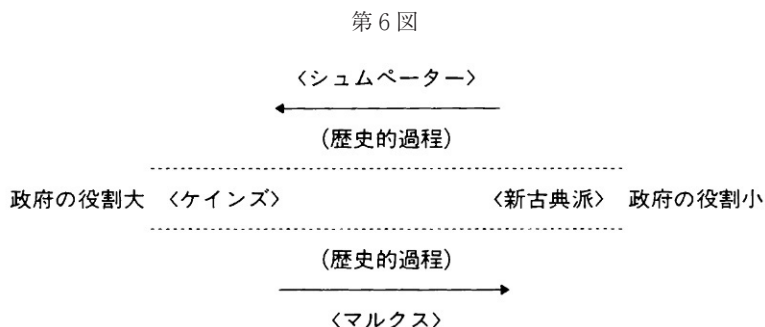 第6図
〈シュムペーター〉
(歴史的過程)
政府の役割大 〈ケインズ〉 〈新古典派〉 政府の役割小
(歴史的過程)
〈マルクス〉